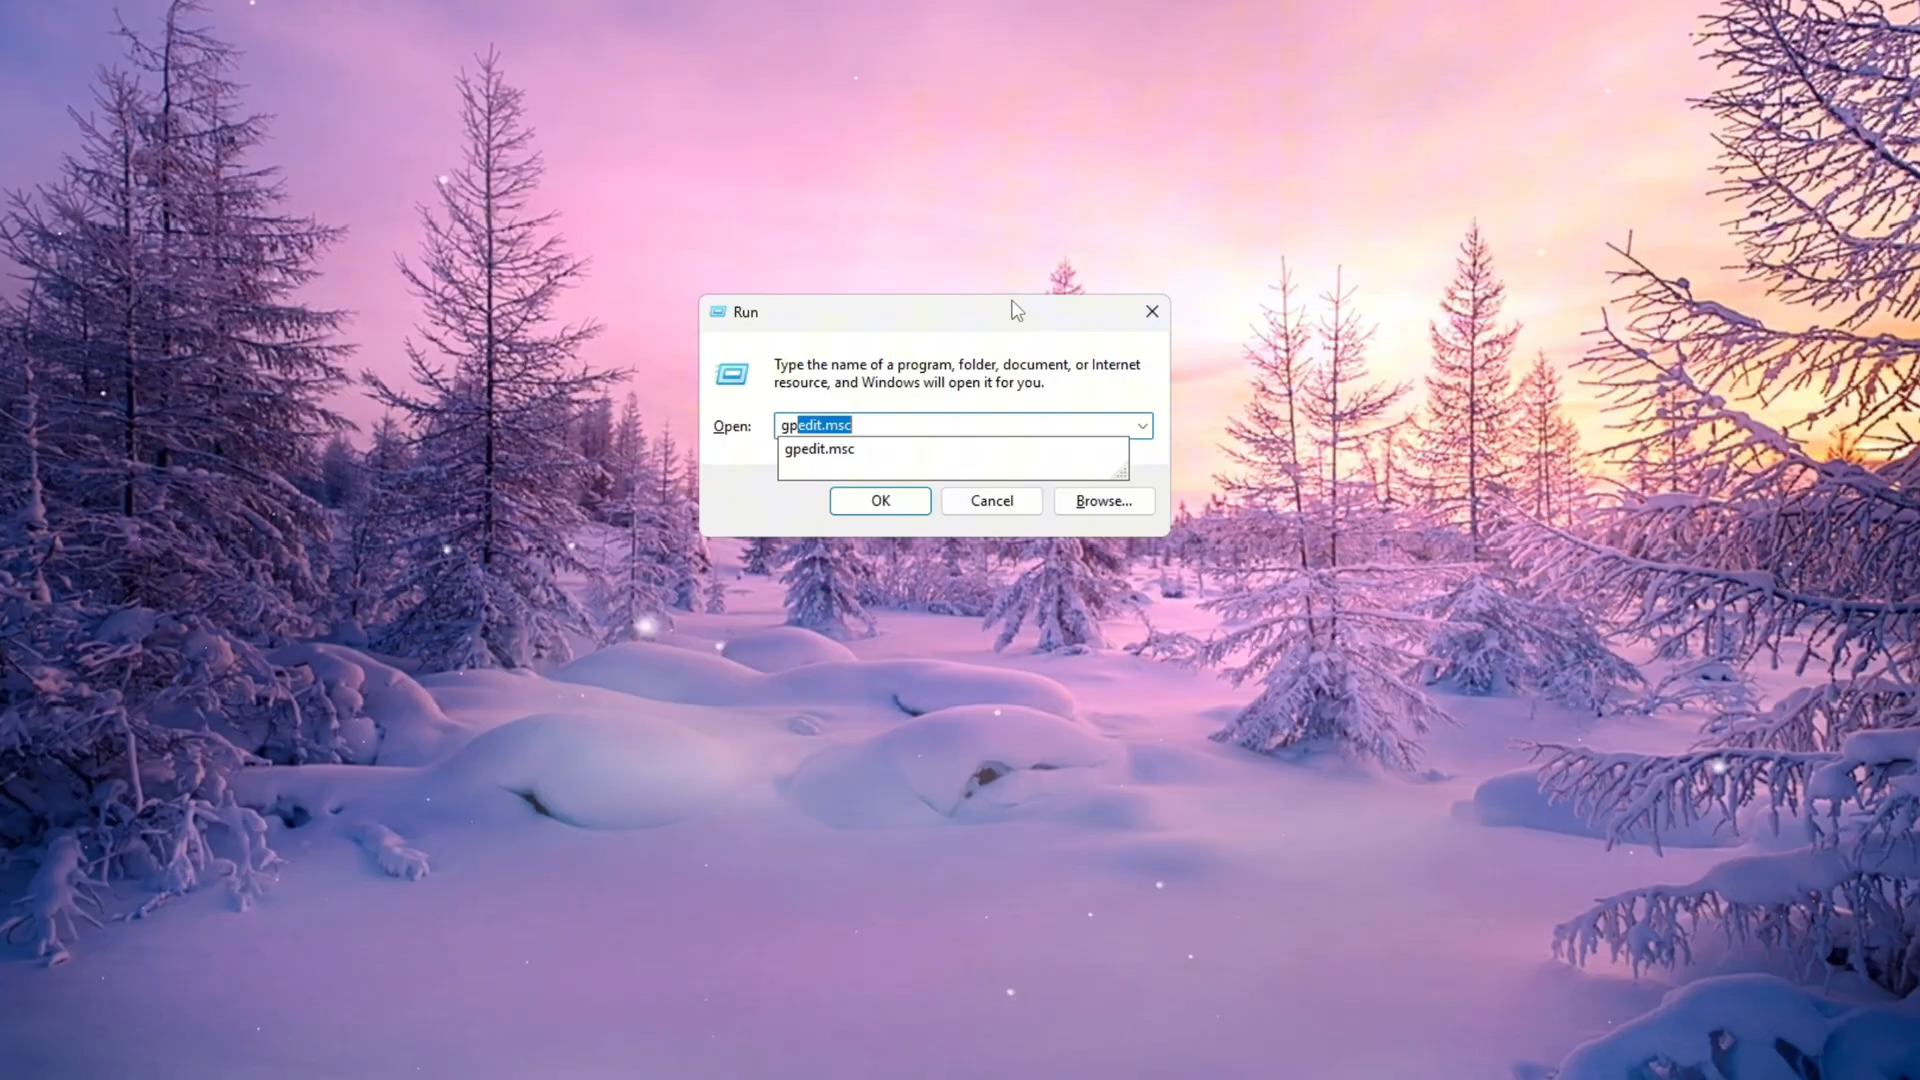 Run
Type the name of a program, folder, document, or Internet
resource, and Windows will open it for you.
Open: gpedit.msc
gpedit.msc
OK Cancel Browse...